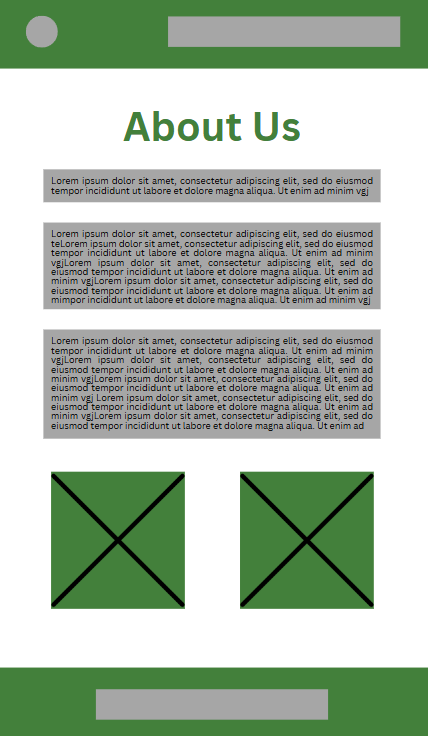 About Us
Lorem ipsum dolor sit amet, consectetur adipiscing elit, sed do eiusmod
tempor incididunt ut labore et dolore magna aliqua. Ut enim ad minim vgj
Lorem ipsum dolor sit amet, consectetur adipiscing elit, sed do eiusmod
teLorem ipsum dolor sit amet, consectetur adipiscing elit, sed do eiusmod
tempor incididunt ut labore et dolore magna aliqua. Ut enim ad minim
vgjLorem ipsum dolor sit amet, consectetur adipiscing elit, sed do
eiusmod tempor incididunt ut labore et dolore magna aliqua. Ut enim ad
minim vgjLorem ipsum dolor sit amet, consectetur adipiscing elit, sed do
eiusmod tempor incididunt ut labore et dolore magna aliqua. Ut enim ad
mimpor incididunt ut labore et dolore magna aliqua. Ut enim ad minim vgj
Lorem ipsum dolor sit amet, consectetur adipiscing elit, sed do eiusmod
tempor incididunt ut labore et dolore magna aliqua. Ut enim ad minim
vgjLorem ipsum dolor sit amet, consectetur adipiscing elit, sed do
eiusmod tempor incididunt ut labore et dolore magna aliqua. Ut enim ad
minim vgjLorem ipsum dolor sit amet, consectetur adipiscing elit, sed do
eiusmod tempor incididunt ut labore et dolore magna aliqua. Ut enim ad
minim vgj Lorem ipsum dolor sit amet, consectetur adipiscing elit, sed do
eiusmod tempor incididunt ut labore et dolore magna aliqua. Ut enim ad
minim vgjLorem ipsum dolor sit amet, consectetur adipiscing elit, sed do
eiusmod tempor incididunt ut labore et dolore magna aliqua. Ut enim ad